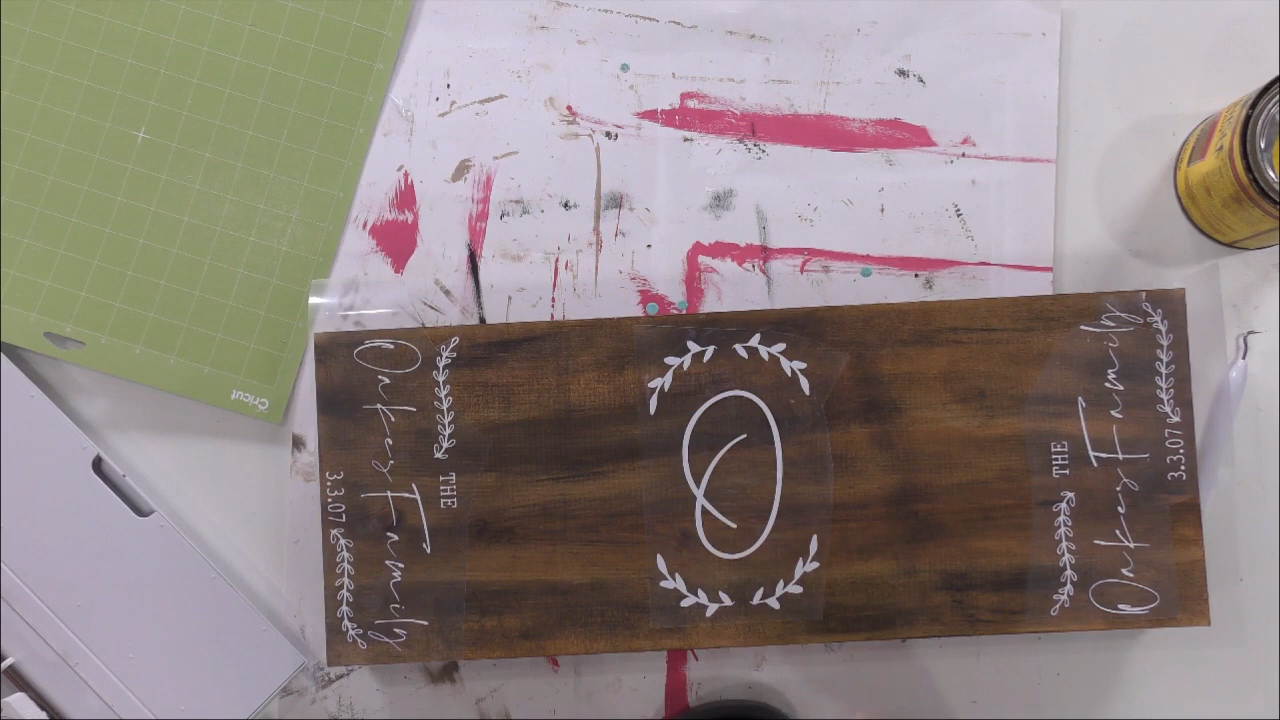 Cricut
THE
Oakes Family
3.3.07
O
THE
Oakes Family
3.3.07